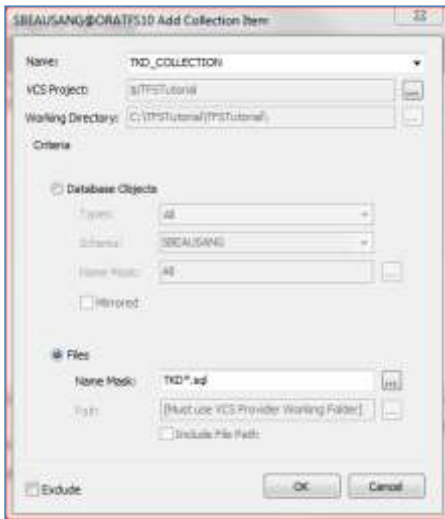 SBEAUSANG@ORATFS10 Add Collection Item
Name: TKD_COLLECTION
VCS Project: $/TFSTutorial ...
Working Directory: C:\TFSTutorial\TFSTutorial\ ...
Criteria
Database Objects
Types: All
Schema: SBEAUSANG
Name Mask: All ...
Mirrored
Files
Name Mask: TKD*.sql ...
Path: [Must use VCS Provider Working Folder] ...
Include File Path
Exclude OK Cancel